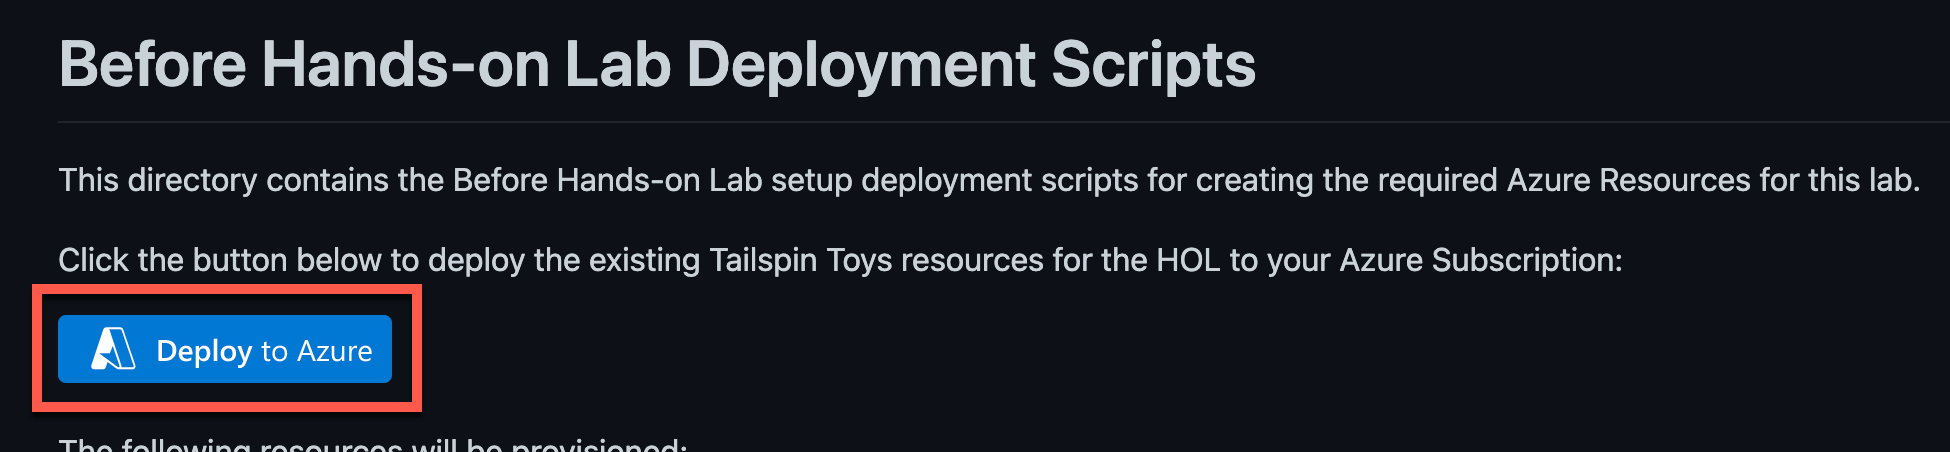 Before Hands-on Lab Deployment Scripts
This directory contains the Before Hands-on Lab setup deployment scripts for creating the required Azure Resources for this lab.
Click the button below to deploy the existing Tailspin Toys resources for the HOL to your Azure Subscription:
Deploy to Azure
The following resources will be provisioned: